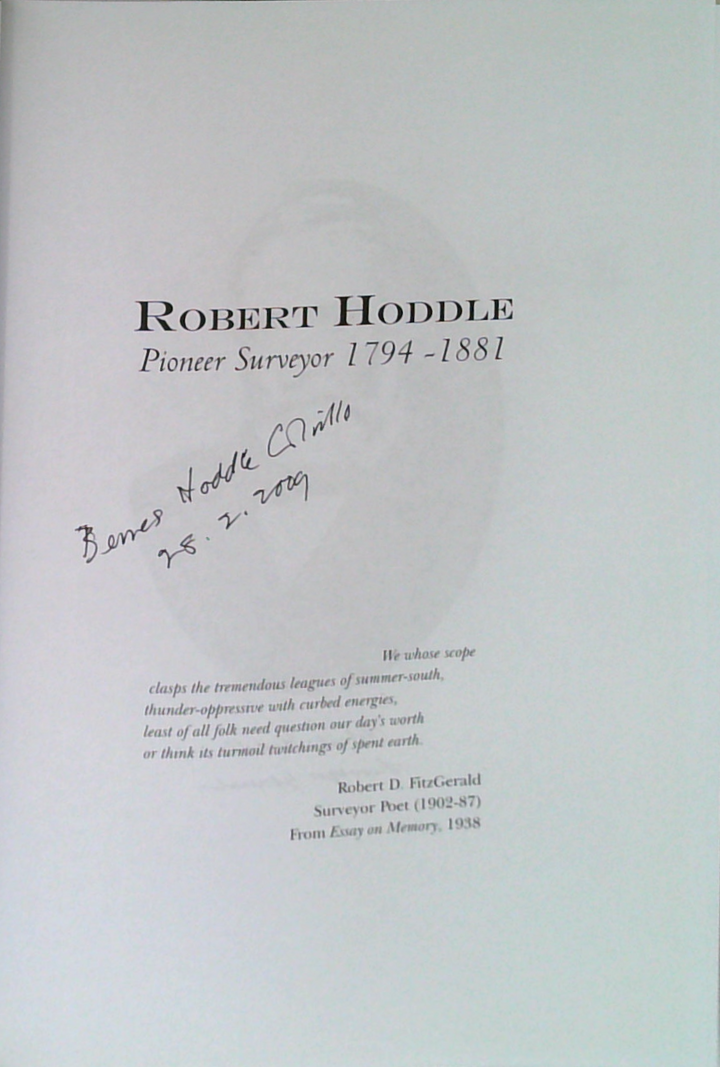 ROBERT HODDLE
Pioneer Surveyor 1794 -1881
Berres Hoddle Colville
28.2.2009
We whose scope
clasps the tremendous leagues of summer-south,
thunder-oppressive with curbed energies,
least of all folk need question our day's worth
or think its turmoil twitchings of spent earth.
Robert D. FitzGerald
Surveyor Poet (1902-87)
From Essay on Memory, 1938